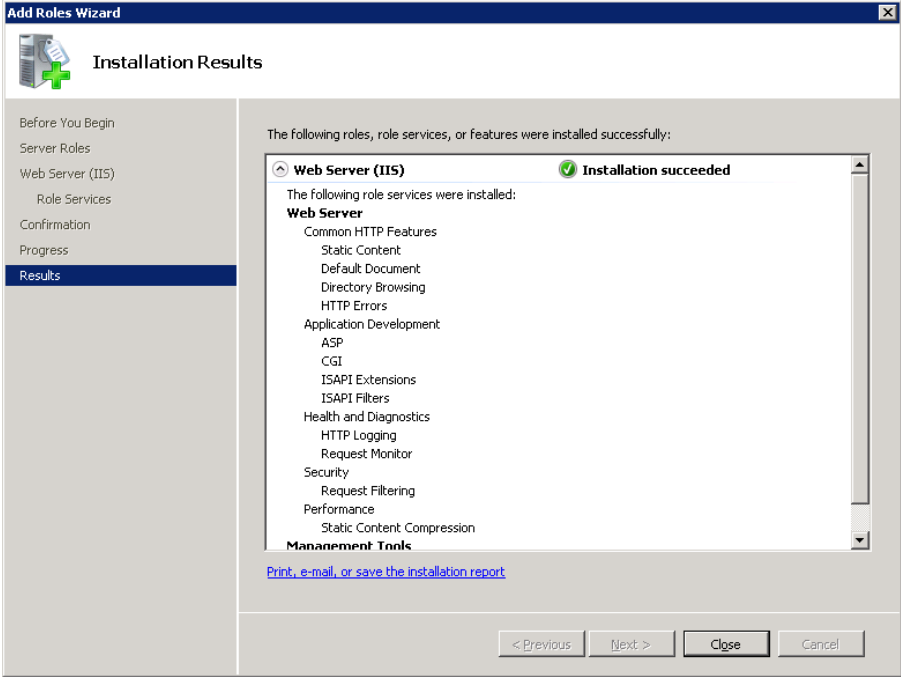 Add Roles Wizard
Installation Results
Before You Begin
Server Roles
Web Server (IIS)
Role Services
Confirmation
Progress
Results
The following roles, role services, or features were installed successfully:
Web Server (IIS) Installation succeeded
The following role services were installed:
Web Server
Common HTTP Features
Static Content
Default Document
Directory Browsing
HTTP Errors
Application Development
ASP
CGI
ISAPI Extensions
ISAPI Filters
Health and Diagnostics
HTTP Logging
Request Monitor
Security
Request Filtering
Performance
Static Content Compression
Management Tools
Print, e-mail, or save the installation report
< Previous Next > Close Cancel